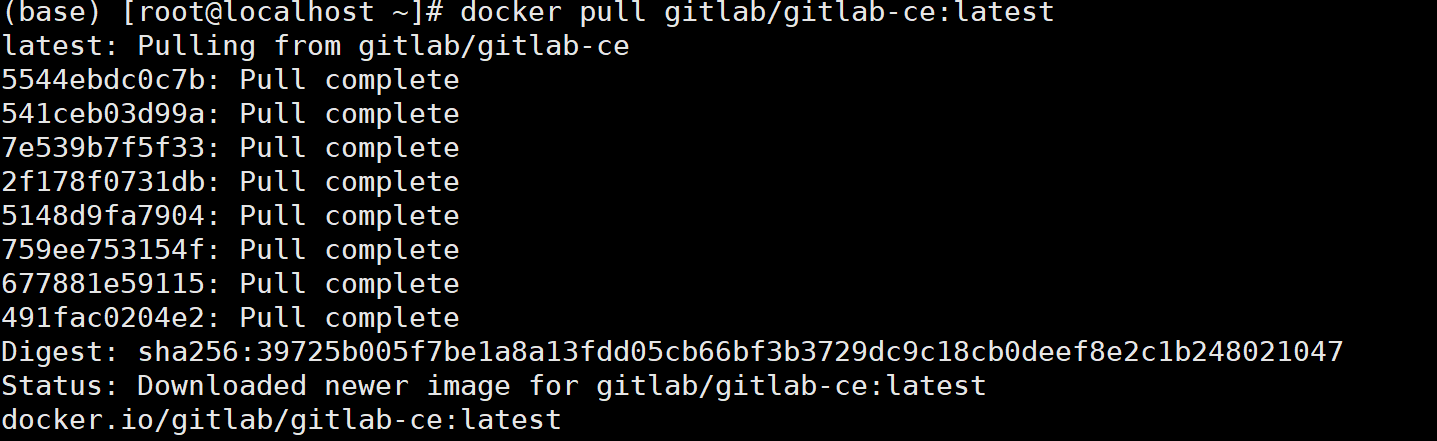 (base) [root@localhost ~]# docker pull gitlab/gitlab-ce:latest
latest: Pulling from gitlab/gitlab-ce
5544ebdc0c7b: Pull complete
541ceb03d99a: Pull complete
7e539b7f5f33: Pull complete
2f178f0731db: Pull complete
5148d9fa7904: Pull complete
759ee753154f: Pull complete
677881e59115: Pull complete
491fac0204e2: Pull complete
Digest: sha256:39725b005f7be1a8a13fdd05cb66bf3b3729dc9c18cb0deef8e2c1b248021047
Status: Downloaded newer image for gitlab/gitlab-ce:latest
docker.io/gitlab/gitlab-ce:latest